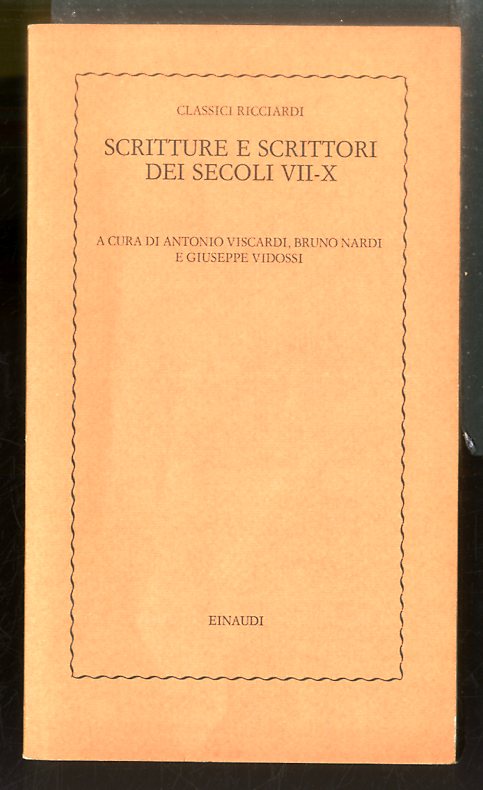 CLASSICI RICCIARDI
SCRITTURE E SCRITTORI
DEI SECOLI VII-X
A CURA DI ANTONIO VISCARDI, BRUNO NARDI
E GIUSEPPE VIDOSSI
EINAUDI